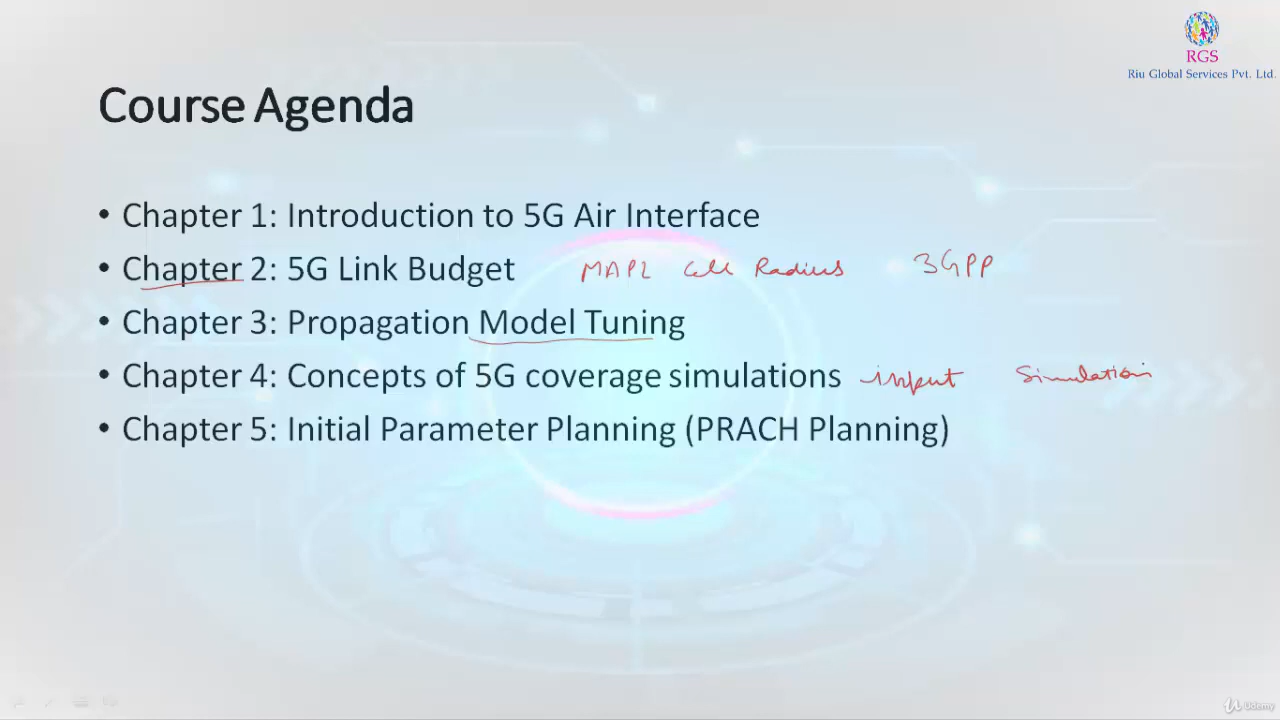 RGS
Riu Global Services Pvt. Ltd.
Course Agenda
• Chapter 1: Introduction to 5G Air Interface
• Chapter 2: 5G Link Budget MAPL Cell Radius 3GPP
• Chapter 3: Propagation Model Tuning
• Chapter 4: Concepts of 5G coverage simulations input Simulation
• Chapter 5: Initial Parameter Planning (PRACH Planning)
Udemy